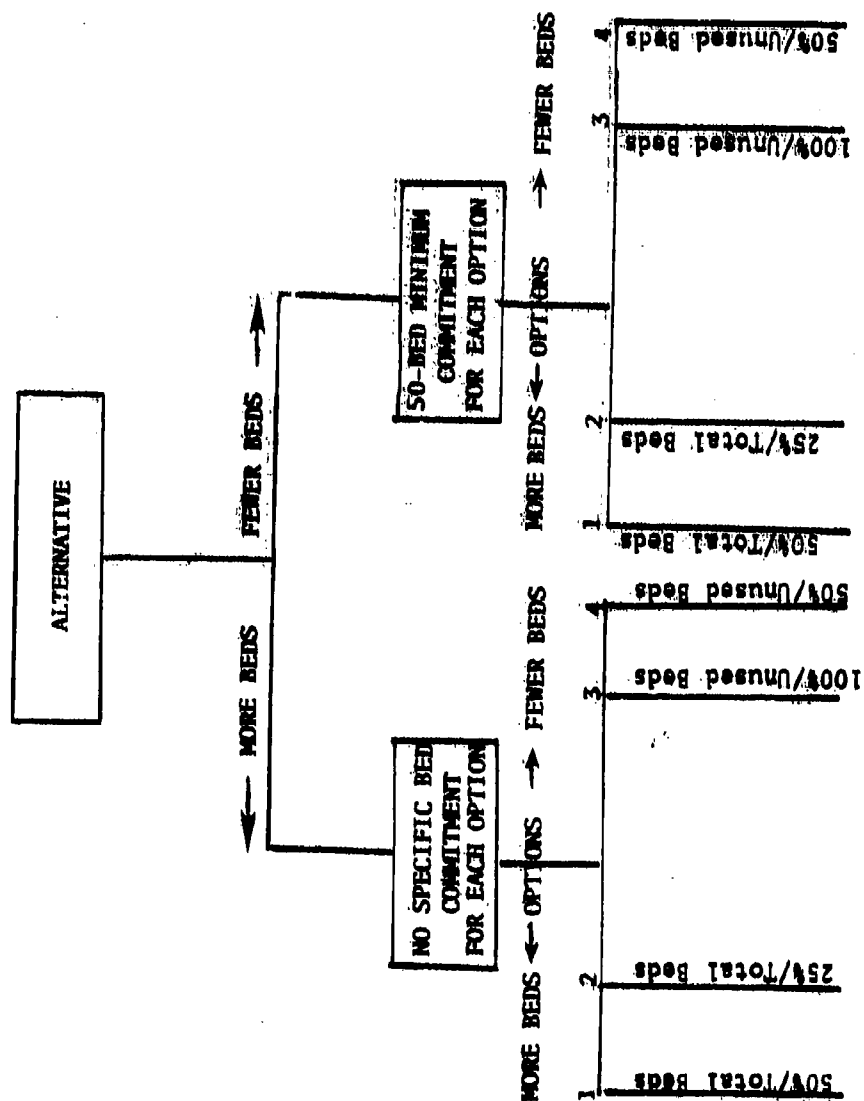 ALTERNATIVE
← MORE BEDS
FEWER BEDS →
NO SPECIFIC BED
COMMITMENT
FOR EACH OPTION
50-BED MINIMUM
COMMITMENT
FOR EACH OPTION
MORE BEDS ← OPTIONS → FEWER BEDS
MORE BEDS ← OPTIONS → FEWER BEDS
1
2
3
4
1
2
3
4
50%/Total Beds
25%/Total Beds
100%/Unused Beds
50%/Unused Beds
50%/Total Beds
25%/Total Beds
100%/Unused Beds
50%/Unused Beds